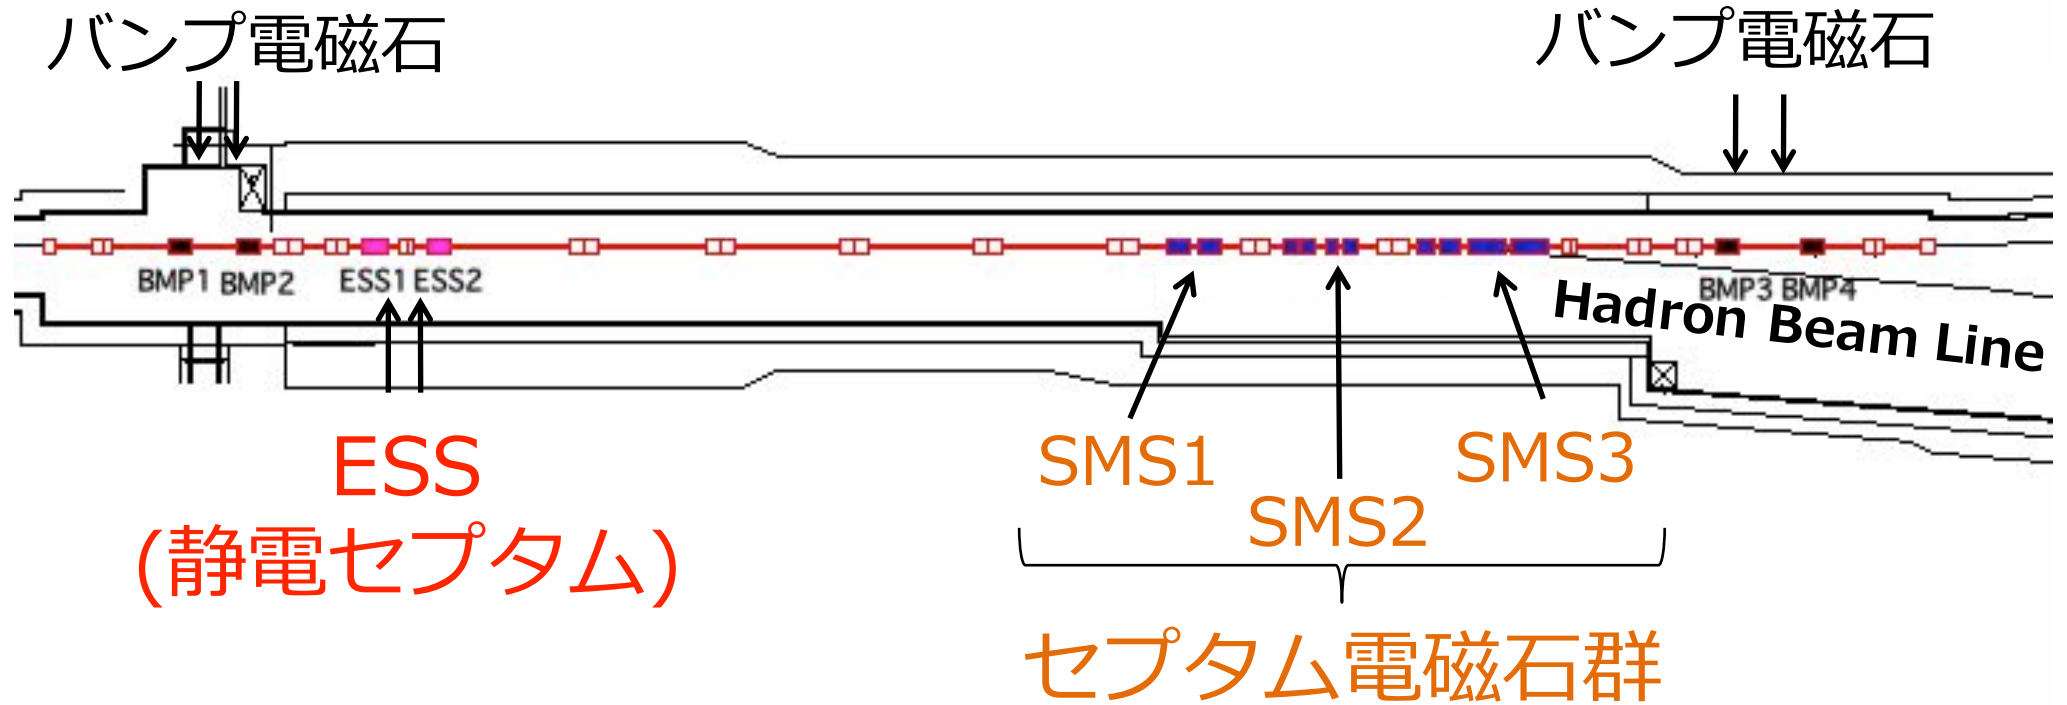 バンプ電磁石
バンプ電磁石
BMP1 BMP2
ESS1 ESS2
BMP3 BMP4
Hadron Beam Line
ESS
(静電セプタム)
SMS1
SMS2
SMS3
セプタム電磁石群